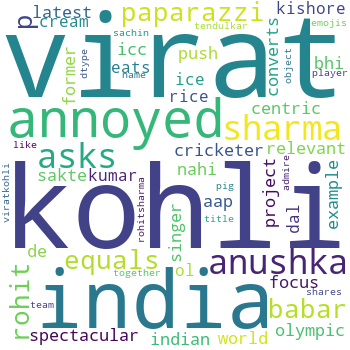 latest
cream
p
paparazzi
kishore
virat
former
icc
eats
push
emojis
sachin
tendulkar
dtype
name
object
player
converts
bhi
annoyed
ice
rice
centric
sharma
asks
cricketer
relevant
like
sakte
kumar
nahi
project
aap
dal
example
admire
viratkohli
rohitsharma
kohli
pig
title
singer
equals
anushka
de
together
ol
rohit
india
focus
babar
team
shares
spectacular
indian
world
olympic